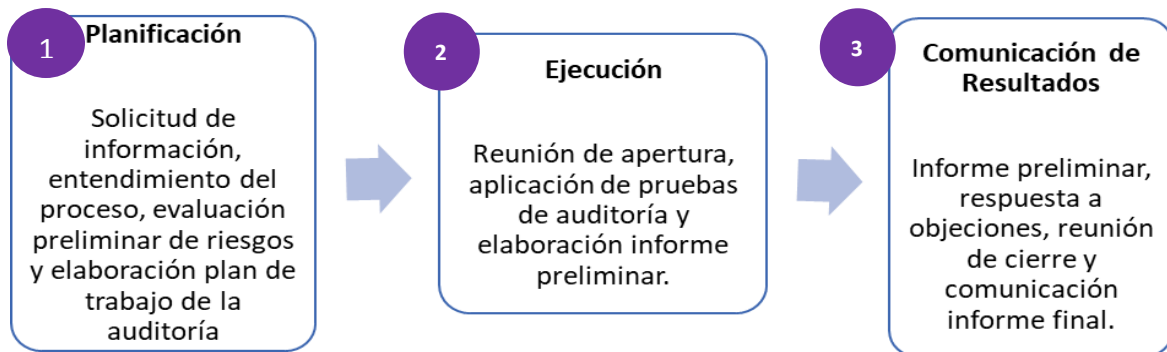 1
Planificación
Solicitud de
información,
entendimiento del
proceso, evaluación
preliminar de riesgos
y elaboración plan de
trabajo de la
auditoría
2
Ejecución
Reunión de apertura,
aplicación de pruebas
de auditoría y
elaboración informe
preliminar.
3
Comunicación de
Resultados
Informe preliminar,
respuesta a
objeciones, reunión
de cierre y
comunicación
informe final.